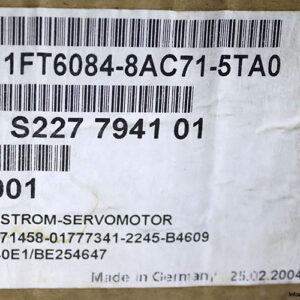 1FT6084-8AC71-5TA0
S227 7941 01
001
STROM-SERVOMOTOR
71458-01777341-2245-B4609
0E1/BE254647
Made in Germany 25.02.2004